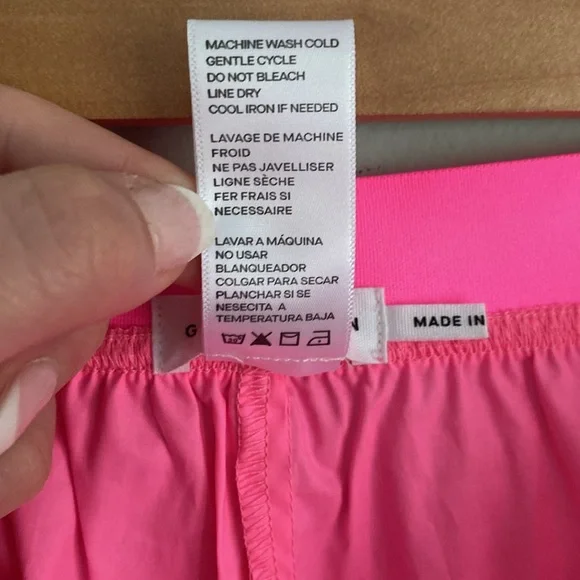 MACHINE WASH COLD
GENTLE CYCLE
DO NOT BLEACH
LINE DRY
COOL IRON IF NEEDED
LAVAGE DE MACHINE
FROID
NE PAS JAVELLISER
LIGNE SÈCHE
FER FRAIS SI
NECESSAIRE
LAVAR A MÁQUINA
NO USAR
BLANQUEADOR
COLGAR PARA SECAR
PLANCHAR SI SE
NESECITA A
TEMPERATURA BAJA
MADE IN